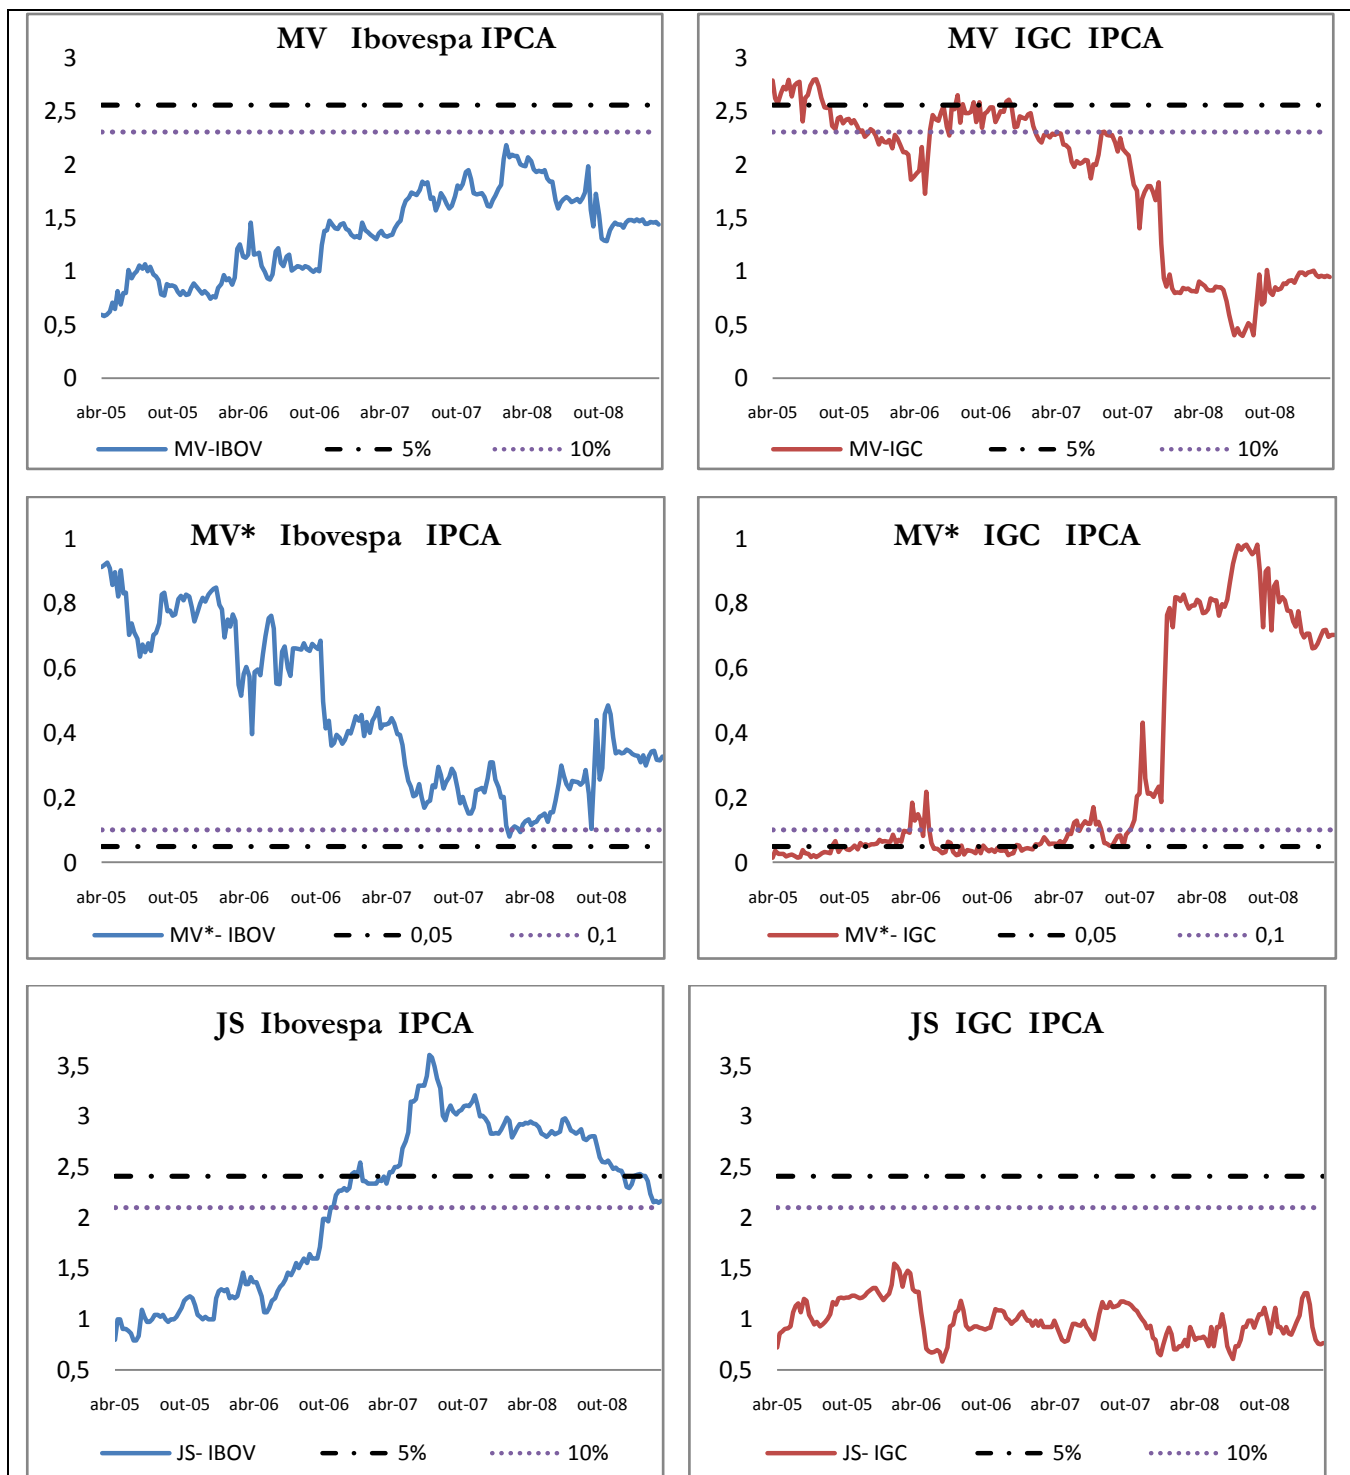 MV Ibovespa IPCA
3
2,5
2
1,5
1
0,5
0
abr-05 out-05 abr-06 out-06 abr-07 out-07 abr-08 out-08
MV-IBOV 5% 10%
MV IGC IPCA
3
2,5
2
1,5
1
0,5
0
abr-05 out-05 abr-06 out-06 abr-07 out-07 abr-08 out-08
MV-IGC 5% 10%
MV* Ibovespa IPCA
1
0,8
0,6
0,4
0,2
0
abr-05 out-05 abr-06 out-06 abr-07 out-07 abr-08 out-08
MV*- IBOV 0,05 0,1
MV* IGC IPCA
1
0,8
0,6
0,4
0,2
0
abr-05 out-05 abr-06 out-06 abr-07 out-07 abr-08 out-08
MV*- IGC 0,05 0,1
JS Ibovespa IPCA
3,5
3
2,5
2
1,5
1
0,5
abr-05 out-05 abr-06 out-06 abr-07 out-07 abr-08 out-08
JS- IBOV 5% 10%
JS IGC IPCA
3,5
3
2,5
2
1,5
1
0,5
abr-05 out-05 abr-06 out-06 abr-07 out-07 abr-08 out-08
JS- IGC 5% 10%